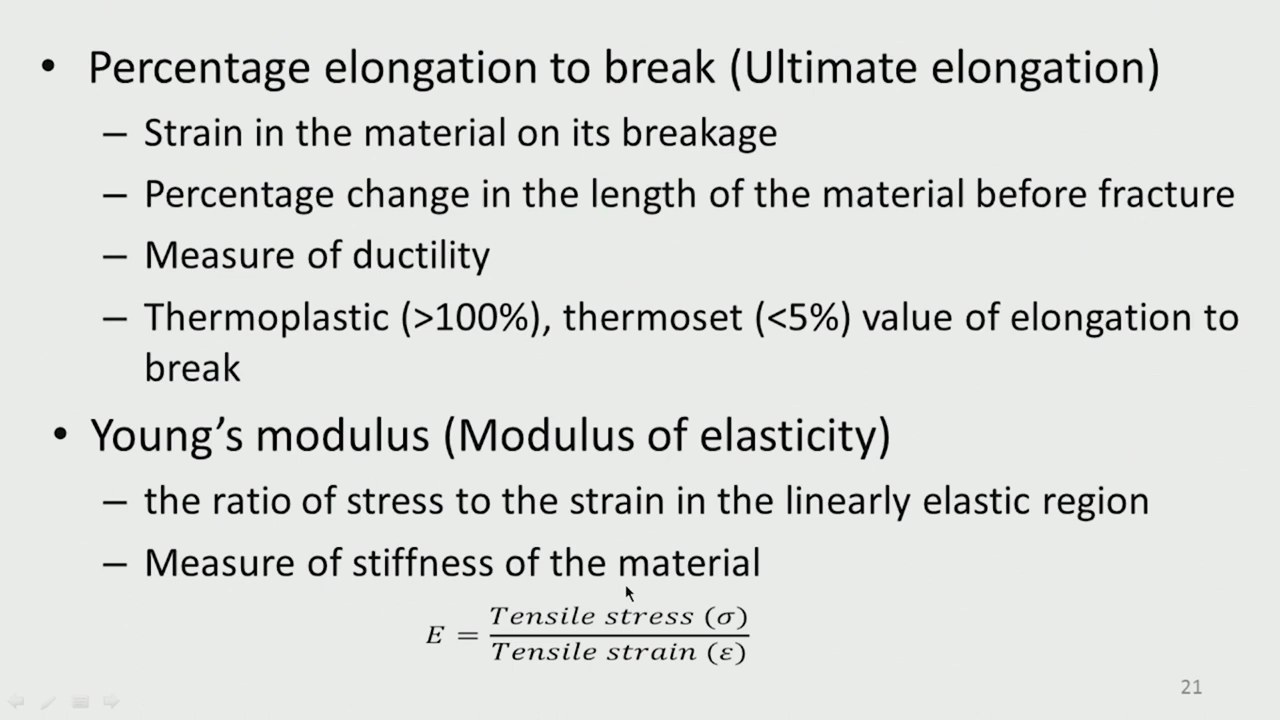 • Percentage elongation to break (Ultimate elongation)
– Strain in the material on its breakage
– Percentage change in the length of the material before fracture
– Measure of ductility
– Thermoplastic (>100%), thermoset (<5%) value of elongation to
break
• Young’s modulus (Modulus of elasticity)
– the ratio of stress to the strain in the linearly elastic region
– Measure of stiffness of the material
E = Tensile stress (σ)
Tensile strain (ε)
21